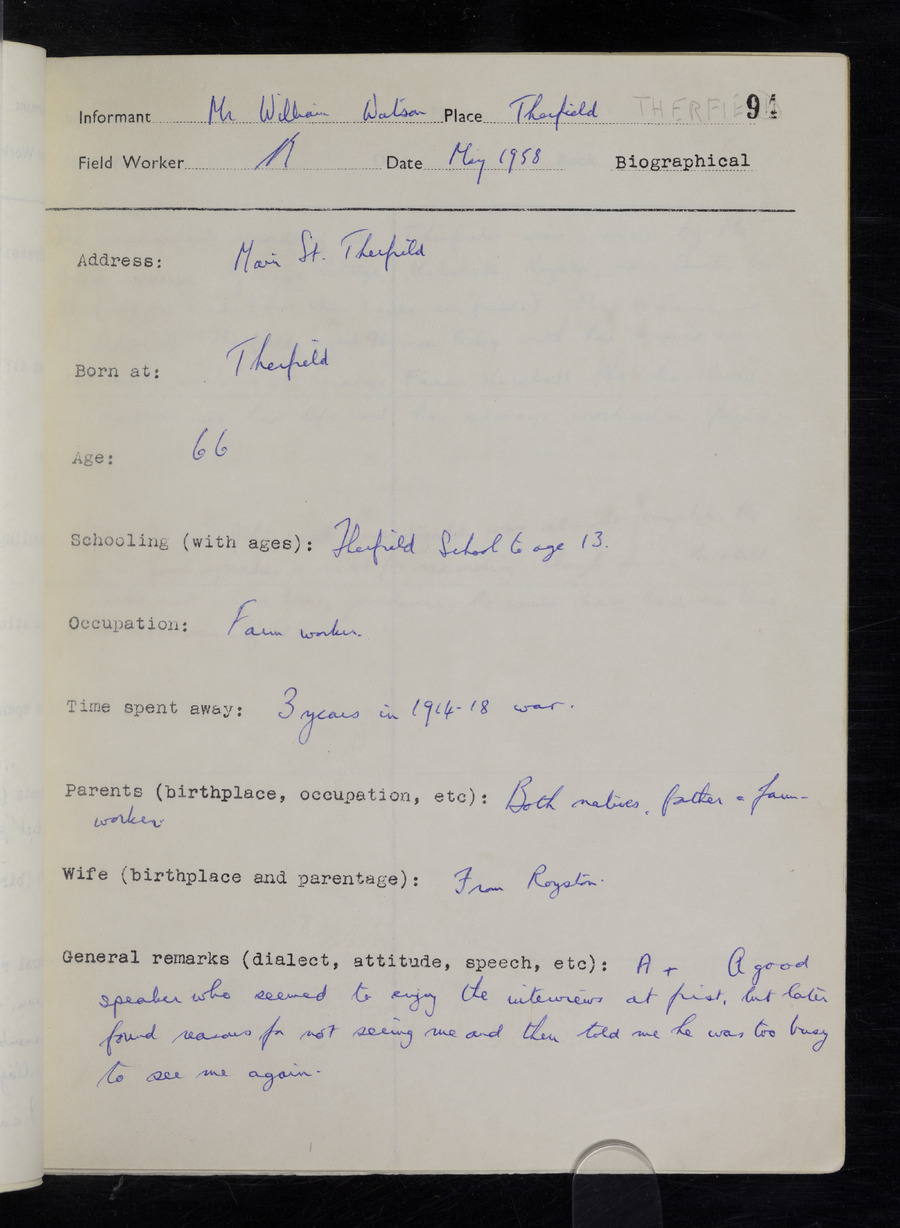 Informant Mr William Watson Place Therfield THERFIELD 94
Field Worker Date May 1958 Biographical
Address: Main St. Therfield
Born at: Therfield
Age: 66
Schooling (with ages): Therfield School to age 13.
Occupation: Farm worker.
Time spent away: 3 years in 1914-18 war.
Parents (birthplace, occupation, etc): Both natives, father a farm-
worker.
Wife (birthplace and parentage): From Royston.
General remarks (dialect, attitude, speech, etc): A + A good
speaker who seemed to enjoy the interviews at first, but later
found reasons for not seeing me and then told me he was too busy
to see me again.